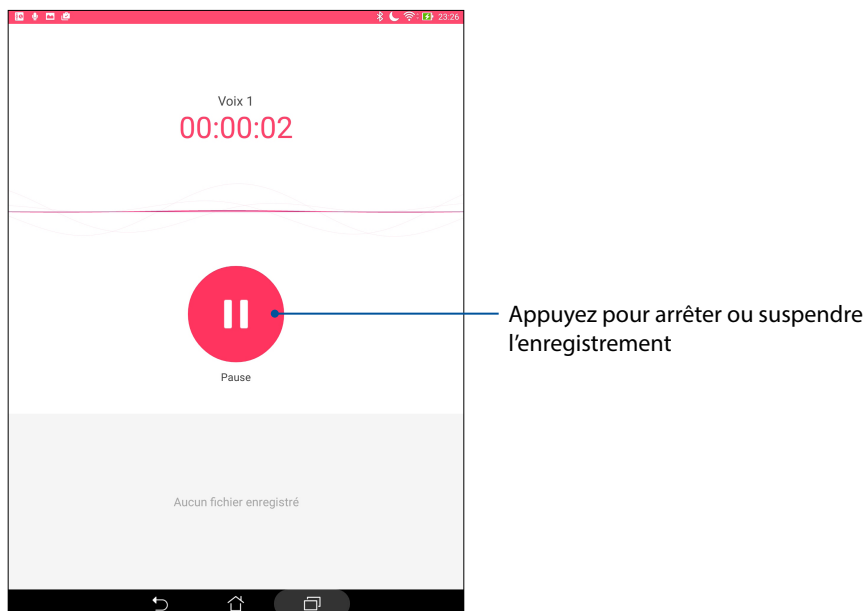 23:26
Voix 1
00:00:02
Pause
Appuyez pour arrêter ou suspendre
l’enregistrement
Aucun fichier enregistré